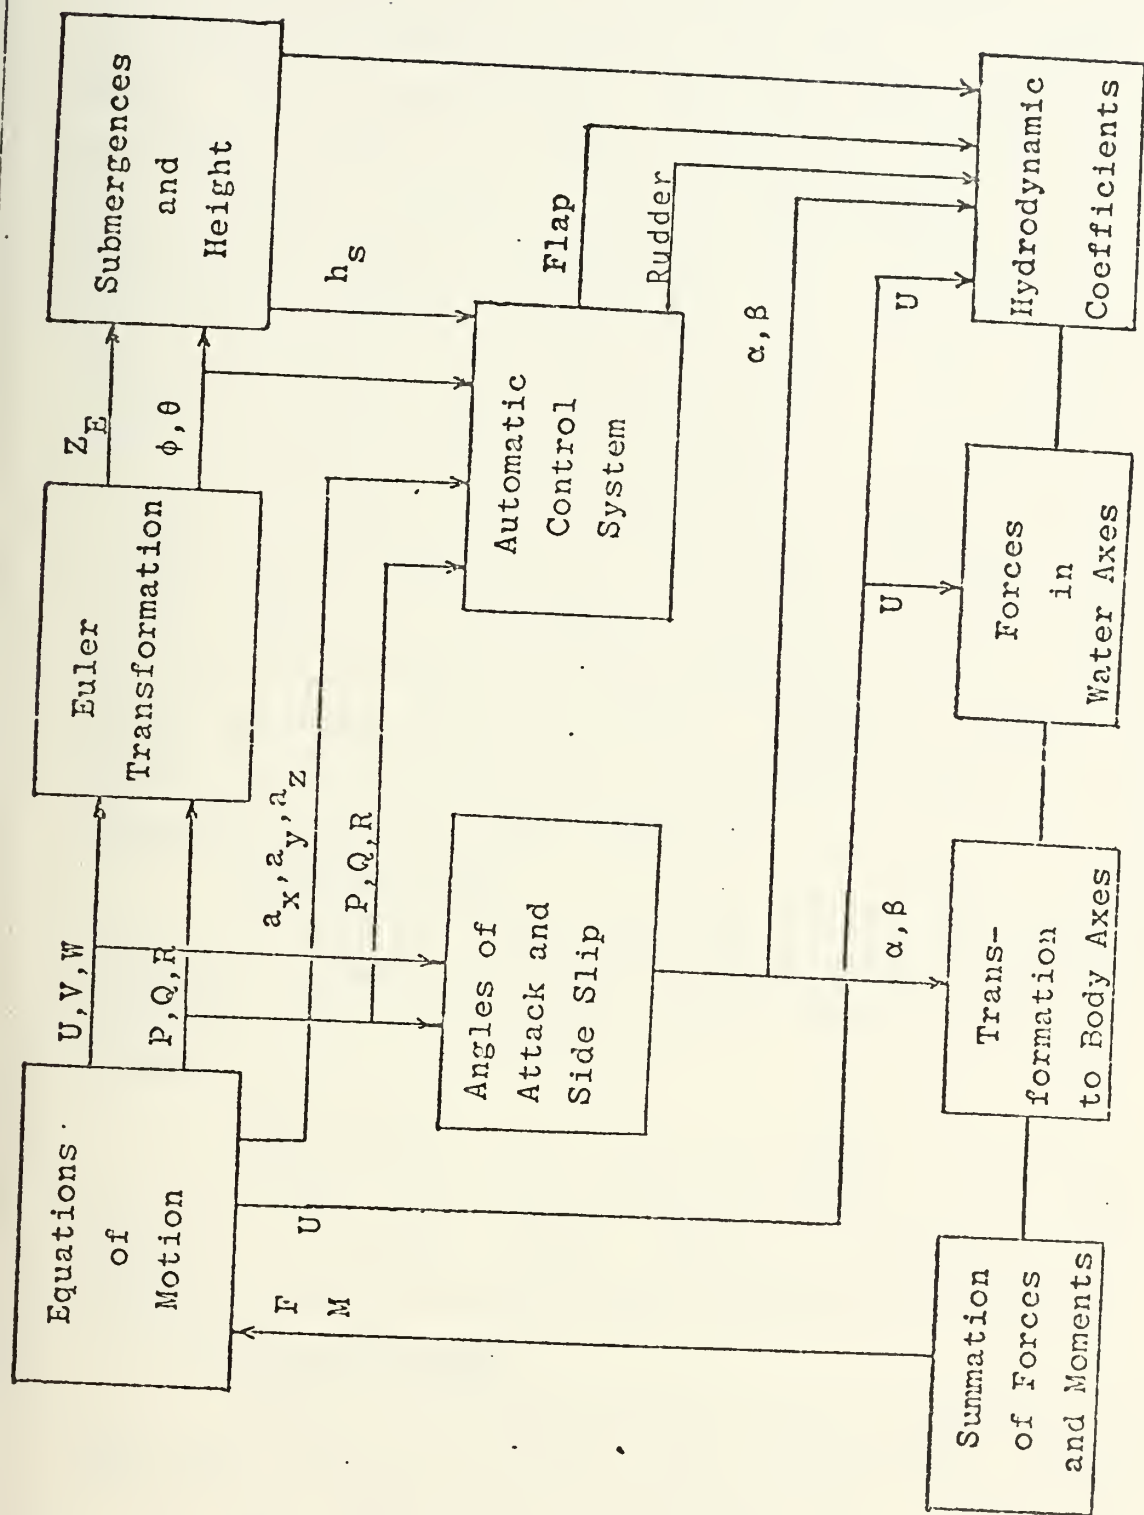 Equations
of
Motion
U,V,W
P,Q,R
Euler
Transformation
Z_E
ϕ,θ
Submergences
and
Height
a_x,a_y,a_z
P,Q,R
h_s
U
F
M
Angles of
Attack and
Side Slip
Automatic
Control
System
Flap
Rudder
α,β
α,β
U
U
Summation
of Forces
and Moments
Trans-
formation
to Body Axes
Forces
in
Water Axes
Hydrodynamic
Coefficients